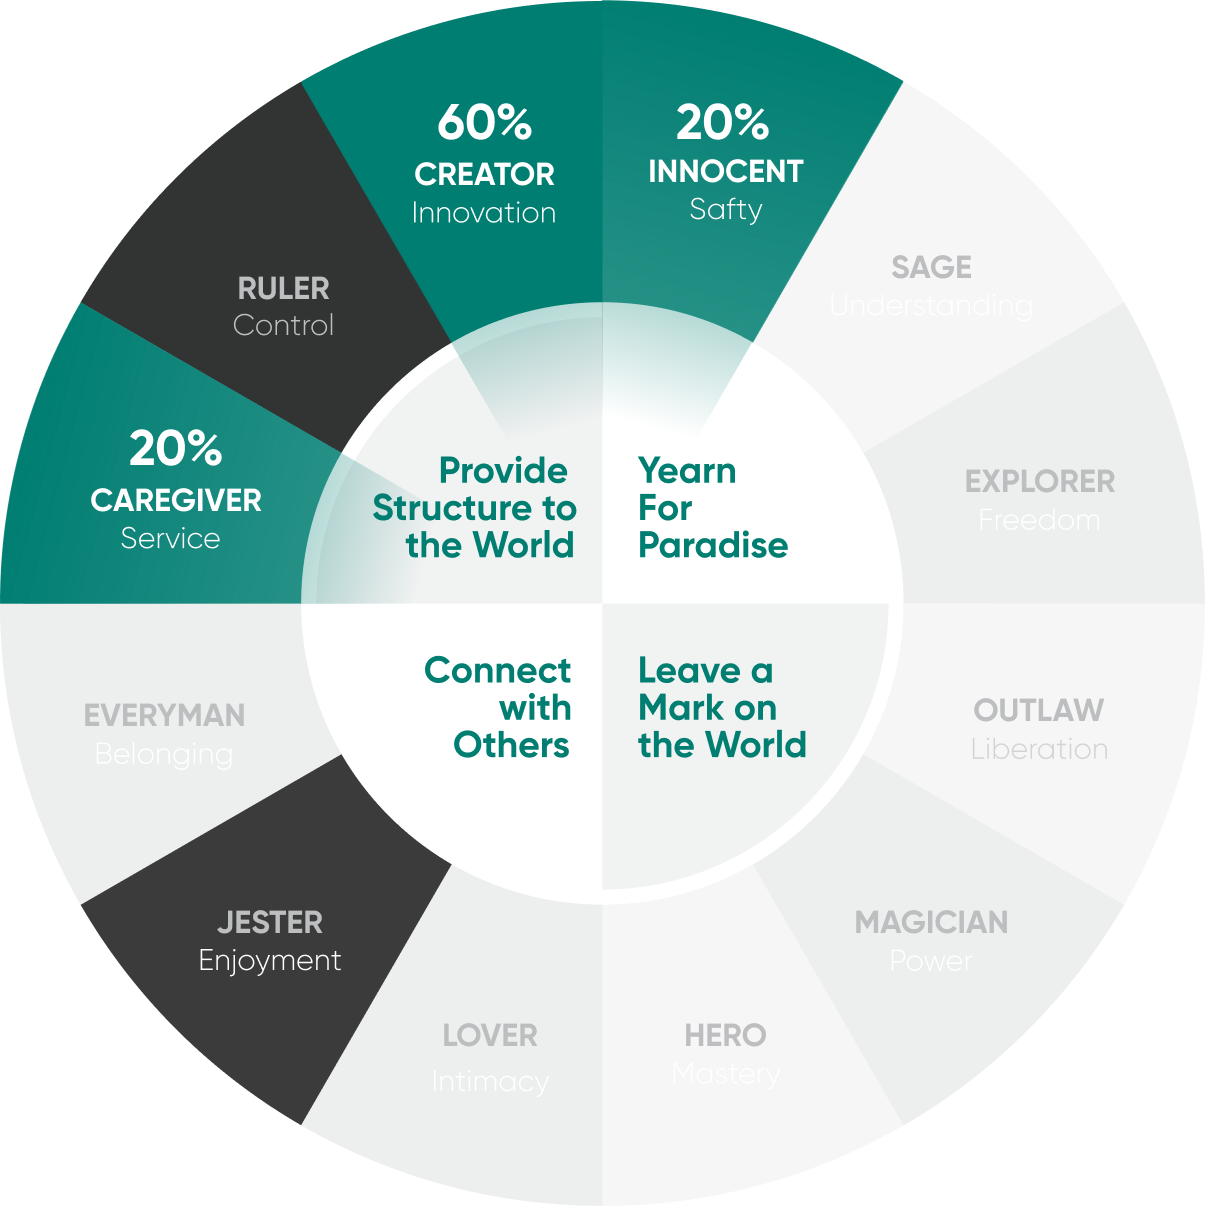 60%
CREATOR
Innovation
20%
INNOCENT
Safty
SAGE
Understanding
RULER
Control
EXPLORER
Freedom
20%
CAREGIVER
Service
Provide
Structure to
the World
Yearn
For
Paradise
Connect
with
Others
Leave a
Mark on
the World
EVERYMAN
Belonging
OUTLAW
Liberation
JESTER
Enjoyment
MAGICIAN
Power
LOVER
Intimacy
HERO
Mastery